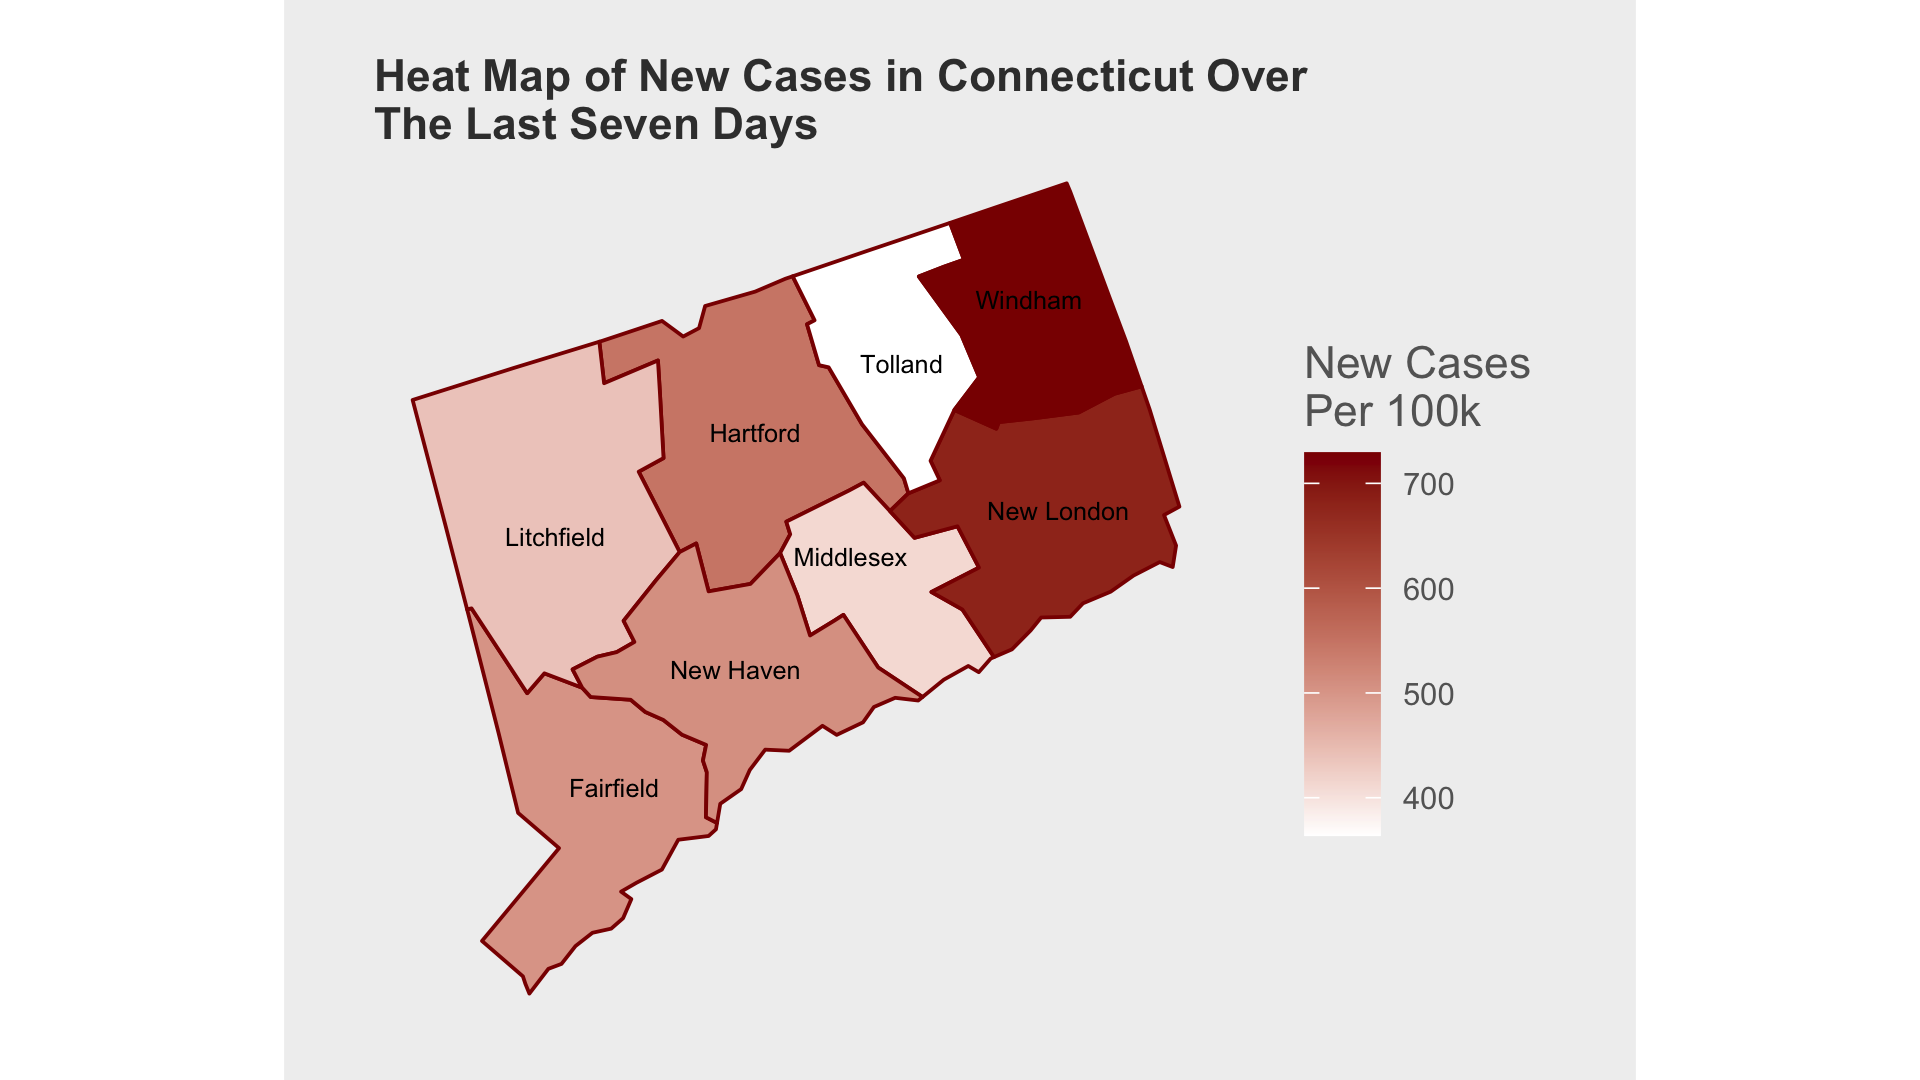 Heat Map of New Cases in Connecticut Over
The Last Seven Days
Windham
Tolland
New Cases
Per 100k
Hartford
700
New London
Litchfield
Middlesex
600
New Haven
500
Fairfield
400